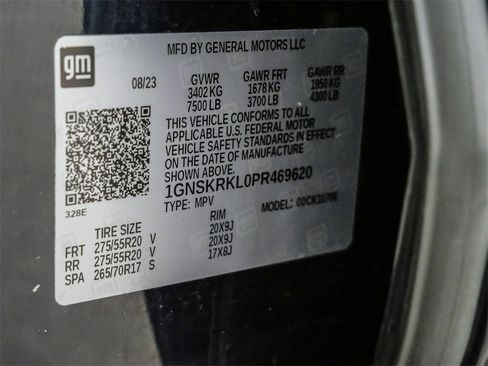 gm
MFD BY GENERAL MOTORS LLC
08/23 GVWR GAWR FRT GAWR RR
3402 KG 1678 KG 1950 KG
7500 LB 3700 LB 4300 LB
THIS VEHICLE CONFORMS TO ALL
APPLICABLE U.S. FEDERAL MOTOR
VEHICLE SAFETY STANDARDS IN
EFFECT ON THE DATE OF MANUFACTURE
SHOWN ABOVE.
1GNSKRKL0PR469620
TYPE: MPV MODEL: 00CK10706
328E
TIRE SIZE RIM
FRT 275/55R20 V 20X9J
RR 275/55R20 V 20X9J
SPA 265/70R17 S 17X8J